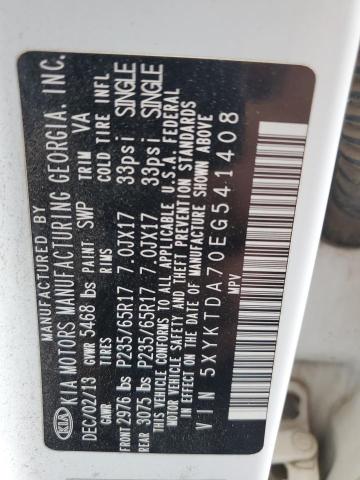 MANUFACTURED BY
KIA KIA MOTORS MANUFACTURING GEORGIA, INC.
DEC/02/13 GVWR 5468 lbs PAINT: SWP TRIM VA
GAWR: TIRES RIMS COLD TIRE INFL
FRONT 2976 lbs P235/65R17 7.0JX17 33psi SINGLE
REAR 3075 lbs P235/65R17 7.0JX17 33psi SINGLE
THIS VEHICLE CONFORMS TO ALL APPLICABLE U.S.A. FEDERAL
MOTOR VEHICLE SAFETY AND THEFT PREVENTION STANDARDS
IN EFFECT ON THE DATE OF MANUFACTURE SHOWN ABOVE
VIN 5XYKTDA70EG541408
MPV